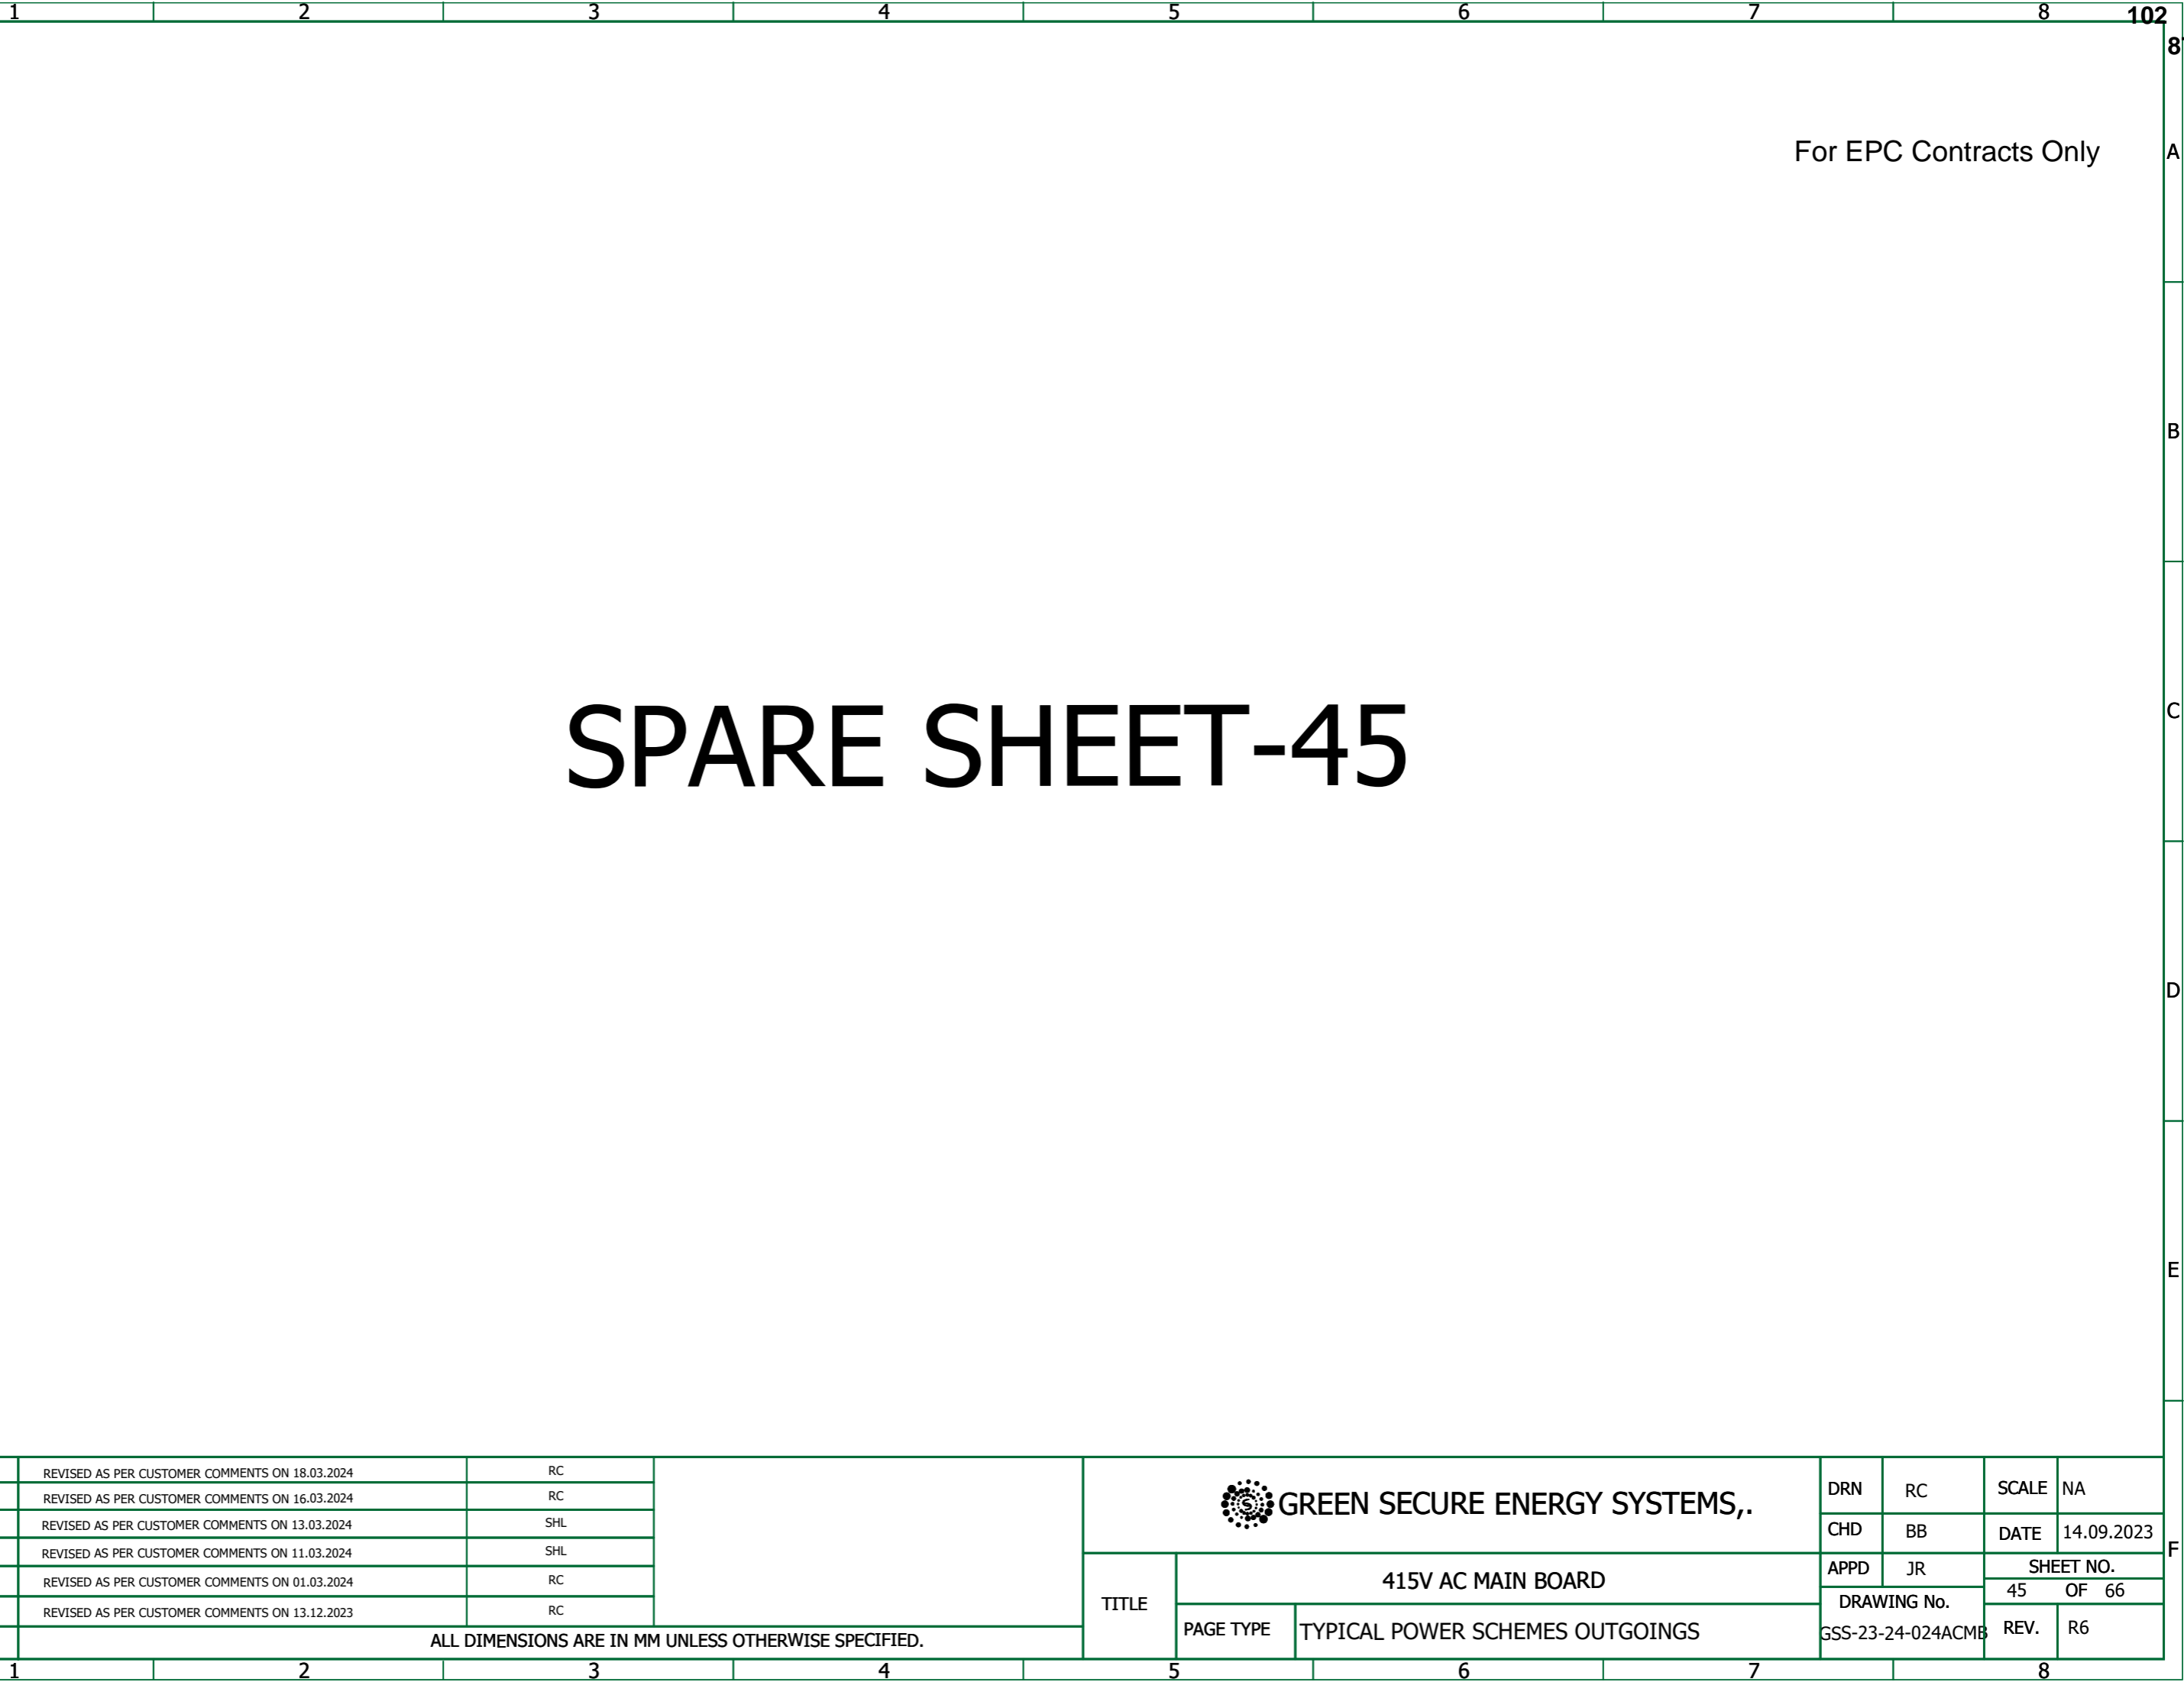 1 2 3 4 5 6 7 8 102
8
For EPC Contracts Only
A
B
SPARE SHEET-45
C
D
E
REVISED AS PER CUSTOMER COMMENTS ON 18.03.2024 RC
REVISED AS PER CUSTOMER COMMENTS ON 16.03.2024 RC
REVISED AS PER CUSTOMER COMMENTS ON 13.03.2024 SHL
REVISED AS PER CUSTOMER COMMENTS ON 11.03.2024 SHL
REVISED AS PER CUSTOMER COMMENTS ON 01.03.2024 RC
REVISED AS PER CUSTOMER COMMENTS ON 13.12.2023 RC
ALL DIMENSIONS ARE IN MM UNLESS OTHERWISE SPECIFIED.
S GREEN SECURE ENERGY SYSTEMS,.
TITLE
415V AC MAIN BOARD
PAGE TYPE TYPICAL POWER SCHEMES OUTGOINGS
DRN RC SCALE NA
CHD BB DATE 14.09.2023
F
APPD JR SHEET NO.
45 OF 66
DRAWING No.
GSS-23-24-024ACMB REV. R6
1 2 3 4 5 6 7 8